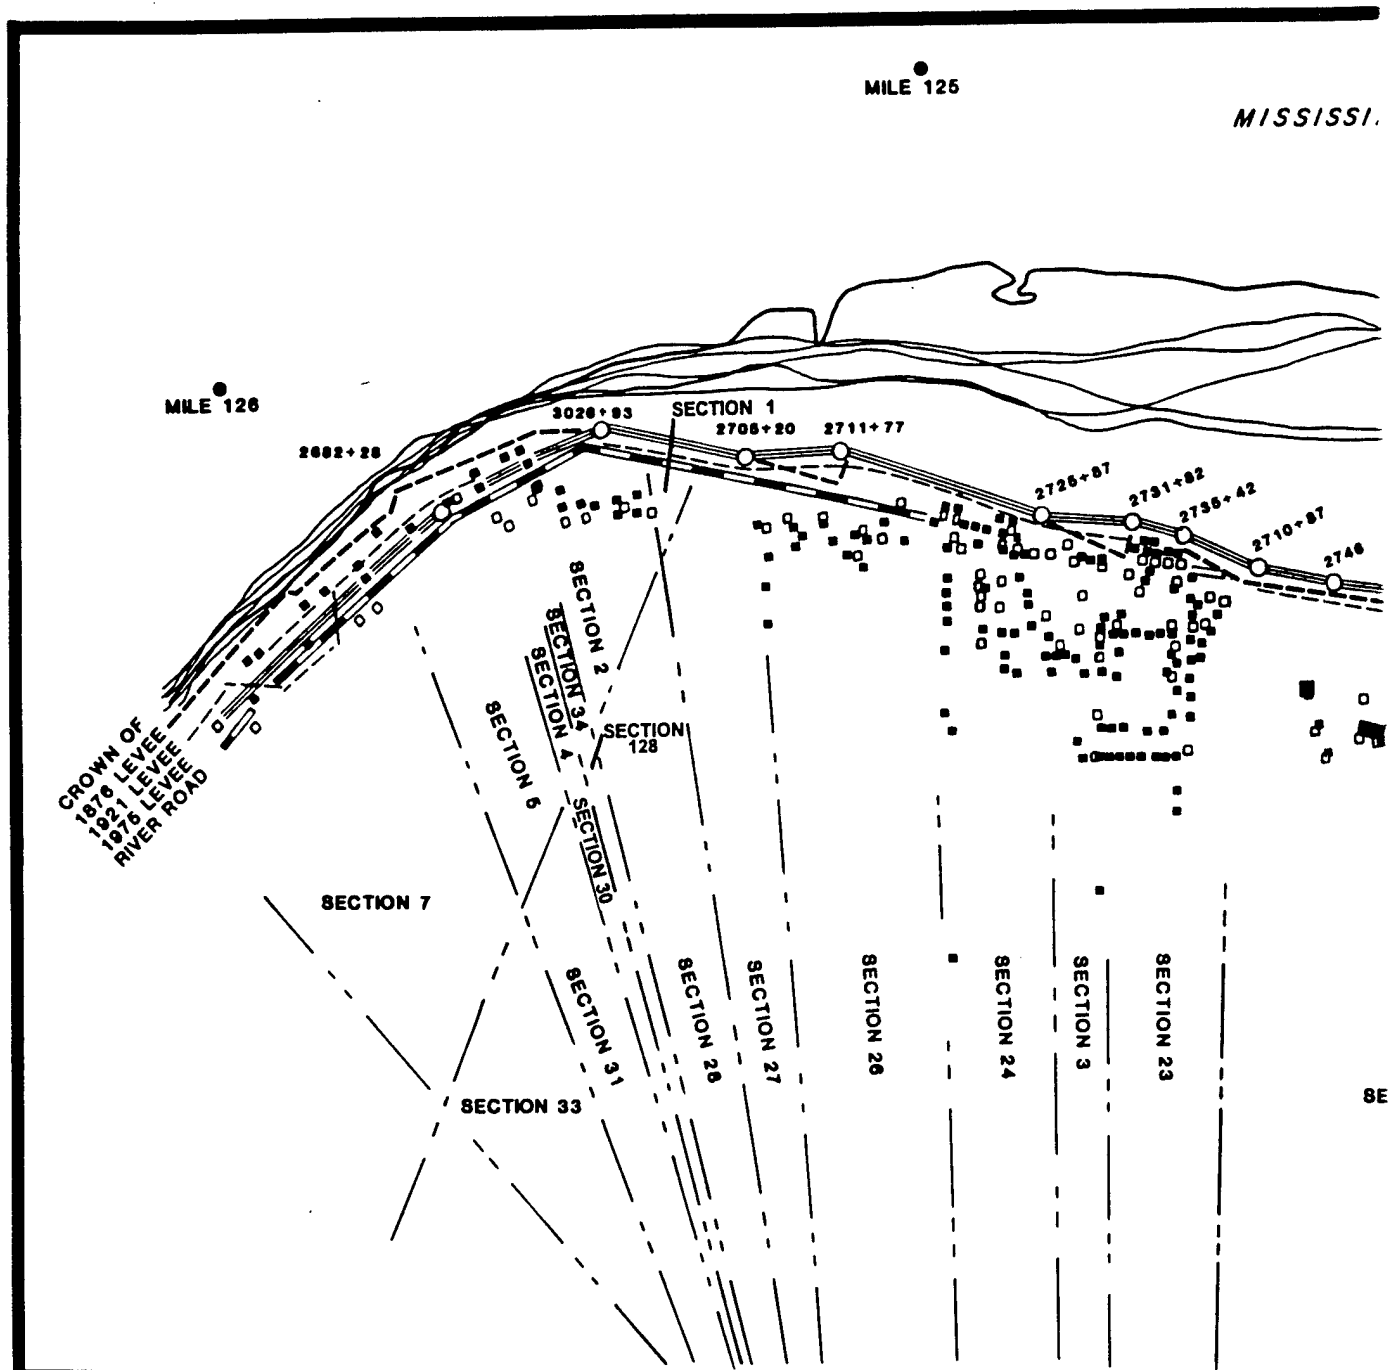 MILE 125
MISSISSI
MILE 126
SECTION 1
3026+93
2705+20
2711+77
2682+28
2725+87
2731+82
2735+42
2710+87
2746
SECTION 2
SECTION 34
SECTION 4
SECTION 5
SECTION
128
CROWN OF
1876 LEVEE
1921 LEVEE
1975 LEVEE
RIVER ROAD
SECTION 30
SECTION 7
SECTION 31
SECTION 28
SECTION 27
SECTION 26
SECTION 24
SECTION 3
SECTION 23
SE
SECTION 33